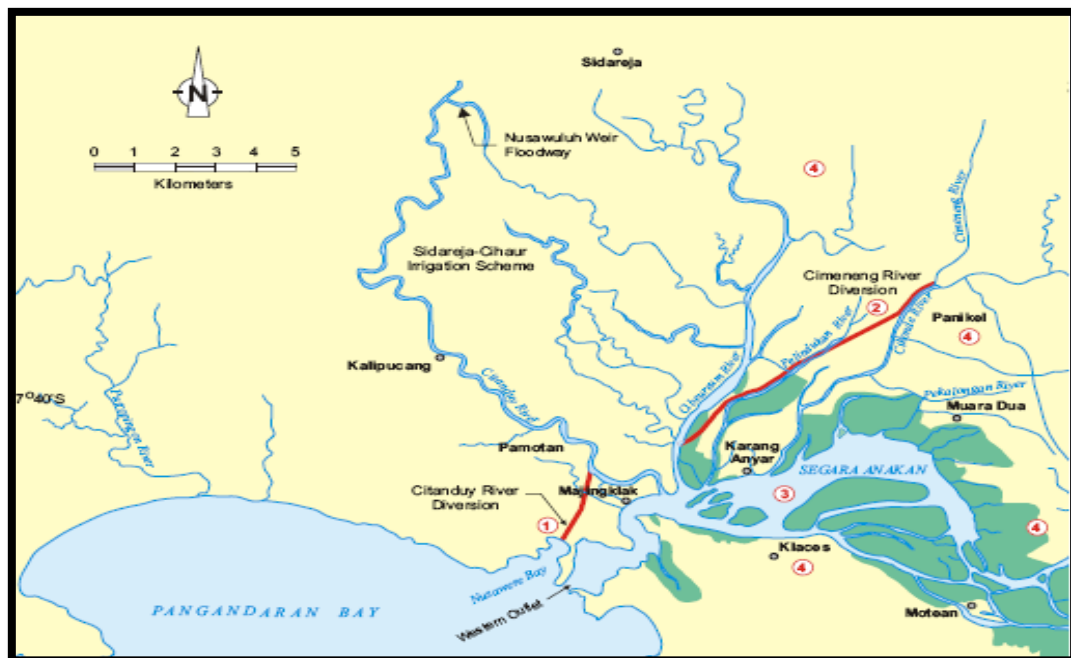 Sidareja
N
Nusawuluh Weir
Floodway
0 1 2 3 4 5
Kilometers
4
Cimeneng River
Sidareja-Cihaur
Irrigation Scheme
Cimeneng River
Diversion
2
Panikel
4
Cikonde River
Pelindukan River
Cibeureum River
Kalipucang
Citanduy River
7°40'S
Pekalongan River
Muara Dua
Pamotan
Karang
Anyar
SEGARA ANAKAN
Citanduy River
Diversion
Majingklak
3
1
4
Klaces
4
Nusawere Bay
Western Outlet
PANGANDARAN BAY
Motean